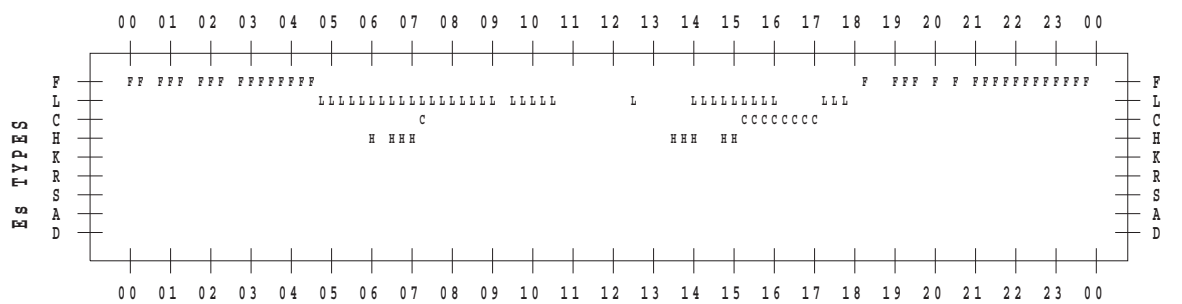 00 01 02 03 04 05 06 07 08 09 10 11 12 13 14 15 16 17 18 19 20 21 22 23 00
Es TYPES
F FF FFF FFF FFFFFFFF F FFF F F FFFFFFFFFFFF F
L LLLLLLLLLLLLLLLLLL LLLLL L LLLLLLLLL LLL L
C C CCCCCCCC C
H H HHH HHH HH H
K K
R R
S S
A A
D D
00 01 02 03 04 05 06 07 08 09 10 11 12 13 14 15 16 17 18 19 20 21 22 23 00